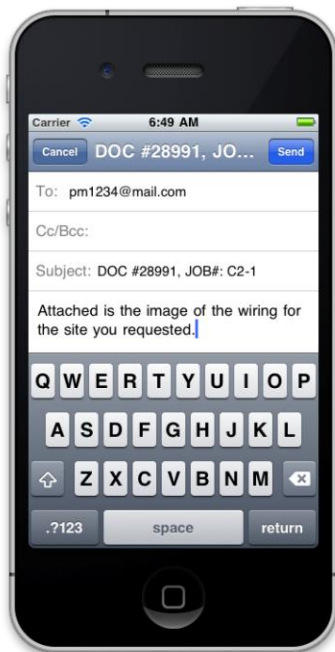 Carrier 6:49 AM
Cancel DOC #28991, JO... Send
To: pm1234@mail.com
Cc/Bcc:
Subject: DOC #28991, JOB#: C2-1
Attached is the image of the wiring for
the site you requested.
Q W E R T Y U I O P
A S D F G H J K L
Z X C V B N M
.?123 space return